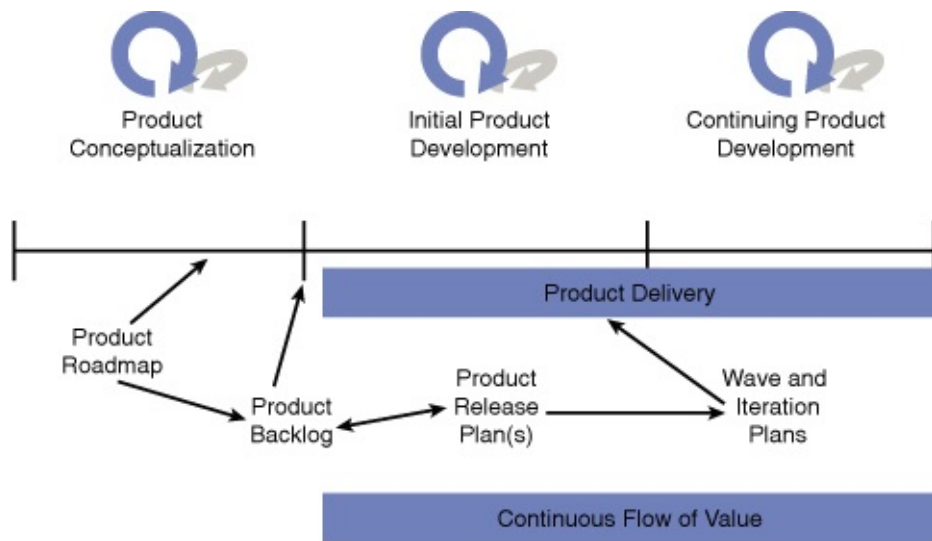 Product
Conceptualization
Initial Product
Development
Continuing Product
Development
Product Delivery
Product
Roadmap
Product
Backlog
Product
Release
Plan(s)
Wave and
Iteration
Plans
Continuous Flow of Value